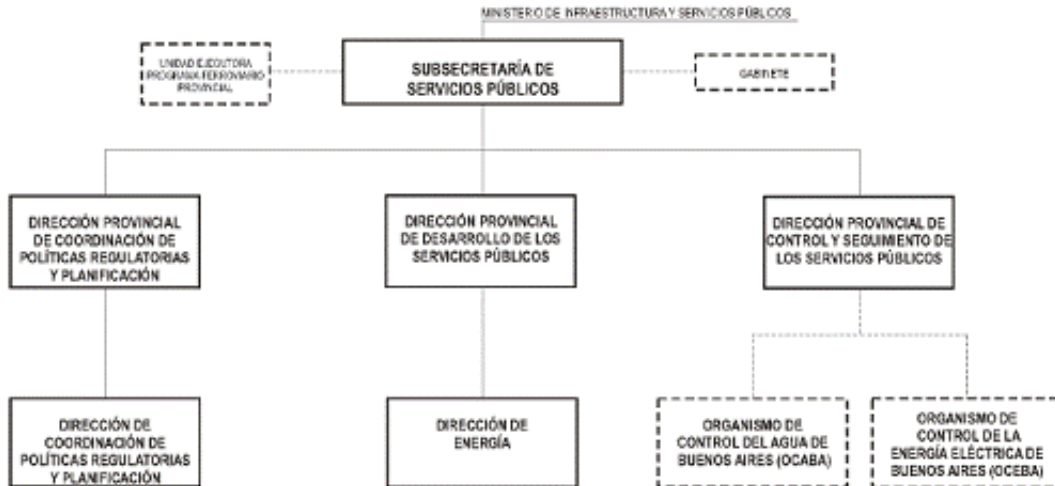 MINISTERIO DE INFRAESTRUCTURA Y SERVICIOS PÚBLICOS
UNIDAD EJECUTORA
PROGRAMA FERROVIARIO
PROVINCIAL
SUBSECRETARÍA DE
SERVICIOS PÚBLICOS
GABINETE
DIRECCIÓN PROVINCIAL
DE COORDINACIÓN DE
POLÍTICAS REGULATORIAS
Y PLANIFICACIÓN
DIRECCIÓN PROVINCIAL
DE DESARROLLO DE LOS
SERVICIOS PÚBLICOS
DIRECCIÓN PROVINCIAL DE
CONTROL Y SEGUIMIENTO DE
LOS SERVICIOS PÚBLICOS
DIRECCIÓN DE
COORDINACIÓN DE
POLÍTICAS REGULATORIAS
Y PLANIFICACIÓN
DIRECCIÓN DE
ENERGÍA
ORGANISMO DE
CONTROL DEL AGUA DE
BUENOS AIRES (OCABA)
ORGANISMO DE
CONTROL DE LA
ENERGÍA ELÉCTRICA DE
BUENOS AIRES (OCEBA)